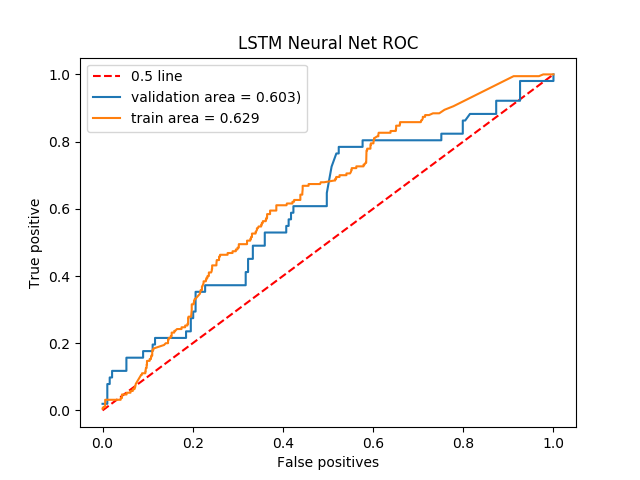 LSTM Neural Net ROC
0.5 line
validation area = 0.603)
train area = 0.629
1.0
0.8
0.6
0.4
0.2
0.0
True positive
0.0 0.2 0.4 0.6 0.8 1.0
False positives